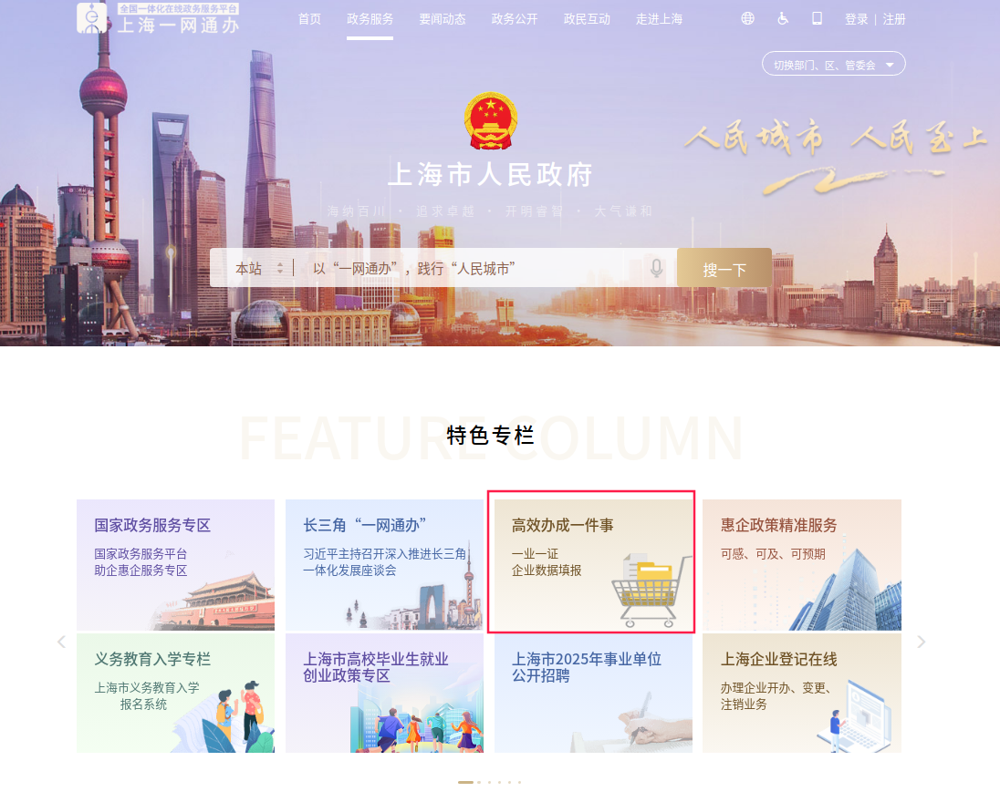 全国一体化在线政务服务平台
上海一网通办
首页 政务服务 要闻动态 政务公开 政民互动 走进上海 登录 | 注册
切换部门、区、管委会
人民城市 人民至上
上海市人民政府
海纳百川 · 追求卓越 · 开明睿智 · 大气谦和
本站 以“一网通办”，践行“人民城市” 搜一下
FEATURE COLUMN
特色专栏
国家政务服务专区
国家政务服务平台
助企惠企服务专区
长三角“一网通办”
习近平主持召开深入推进长三角
一体化发展座谈会
高效办成一件事
一业一证
企业数据填报
惠企政策精准服务
可感、可及、可预期
义务教育入学专栏
上海市义务教育入学
报名系统
上海市高校毕业生就业
创业政策专区
上海市2025年事业单位
公开招聘
上海企业登记在线
办理企业开办、变更、
注销业务